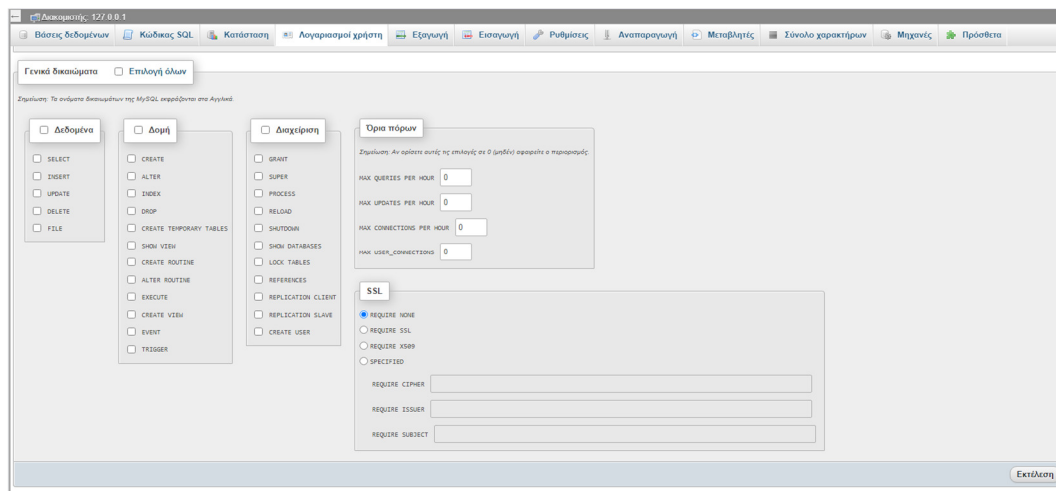 Διακομιστής: 127.0.0.1
Βάσεις δεδομένων Κώδικας SQL Κατάσταση Λογαριασμοί χρήστη Εξαγωγή Εισαγωγή Ρυθμίσεις Αναπαραγωγή Μεταβλητές Σύνολο χαρακτήρων Μηχανές Πρόσθετα
Γενικά δικαιώματα Επιλογή όλων
Σημείωση: Τα ονόματα δικαιωμάτων της MySQL εκφράζονται στα Αγγλικά.
Δεδομένα
SELECT
INSERT
UPDATE
DELETE
FILE
Δομή
CREATE
ALTER
INDEX
DROP
CREATE TEMPORARY TABLES
SHOW VIEW
CREATE ROUTINE
ALTER ROUTINE
EXECUTE
CREATE VIEW
EVENT
TRIGGER
Διαχείριση
GRANT
SUPER
PROCESS
RELOAD
SHUTDOWN
SHOW DATABASES
LOCK TABLES
REFERENCES
REPLICATION CLIENT
REPLICATION SLAVE
CREATE USER
Όρια πόρων
Σημείωση: Αν ορίσετε αυτές τις επιλογές σε 0 (μηδέν) αφαιρείτε ο περιορισμός.
MAX QUERIES PER HOUR 0
MAX UPDATES PER HOUR 0
MAX CONNECTIONS PER HOUR 0
MAX USER_CONNECTIONS 0
SSL
REQUIRE NONE
REQUIRE SSL
REQUIRE X509
SPECIFIED
REQUIRE CIPHER
REQUIRE ISSUER
REQUIRE SUBJECT
Εκτέλεση